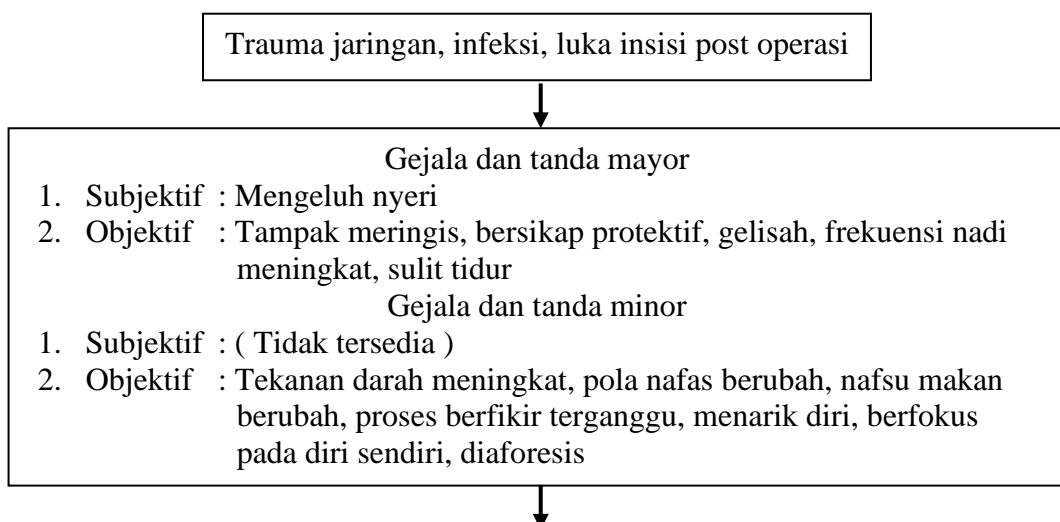 Trauma jaringan, infeksi, luka insisi post operasi
Gejala dan tanda mayor
1. Subjektif : Mengeluh nyeri
2. Objektif : Tampak meringis, bersikap protektif, gelisah, frekuensi nadi
meningkat, sulit tidur
Gejala dan tanda minor
1. Subjektif : ( Tidak tersedia )
2. Objektif : Tekanan darah meningkat, pola nafas berubah, nafsu makan
berubah, proses berfikir terganggu, menarik diri, berfokus
pada diri sendiri, diaforesis